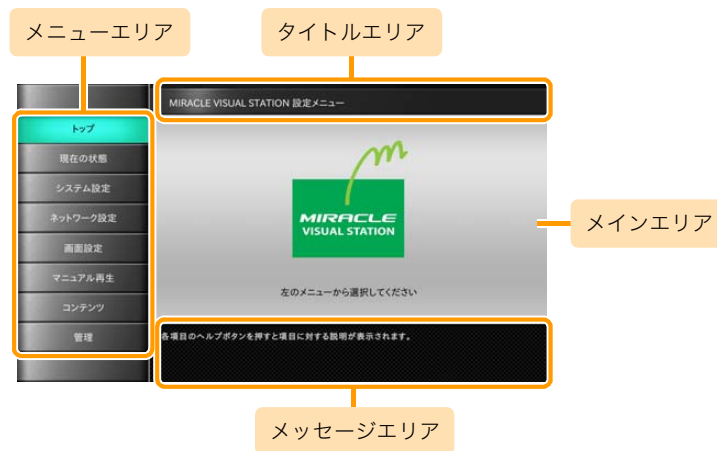 メニューエリア
タイトルエリア
MIRACLE VISUAL STATION 設定メニュー
トップ
現在の状態
システム設定
ネットワーク設定
画面設定
マニュアル再生
コンテンツ
管理
MIRACLE
VISUAL STATION
メインエリア
左のメニューから選択してください
各項目のヘルプボタンを押すと項目に対する説明が表示されます。
メッセージエリア